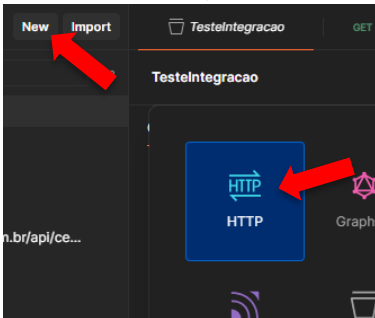 New Import TesteIntegracao GET
TesteIntegracao
HTTP
HTTP Graph
n.br/api/ce...